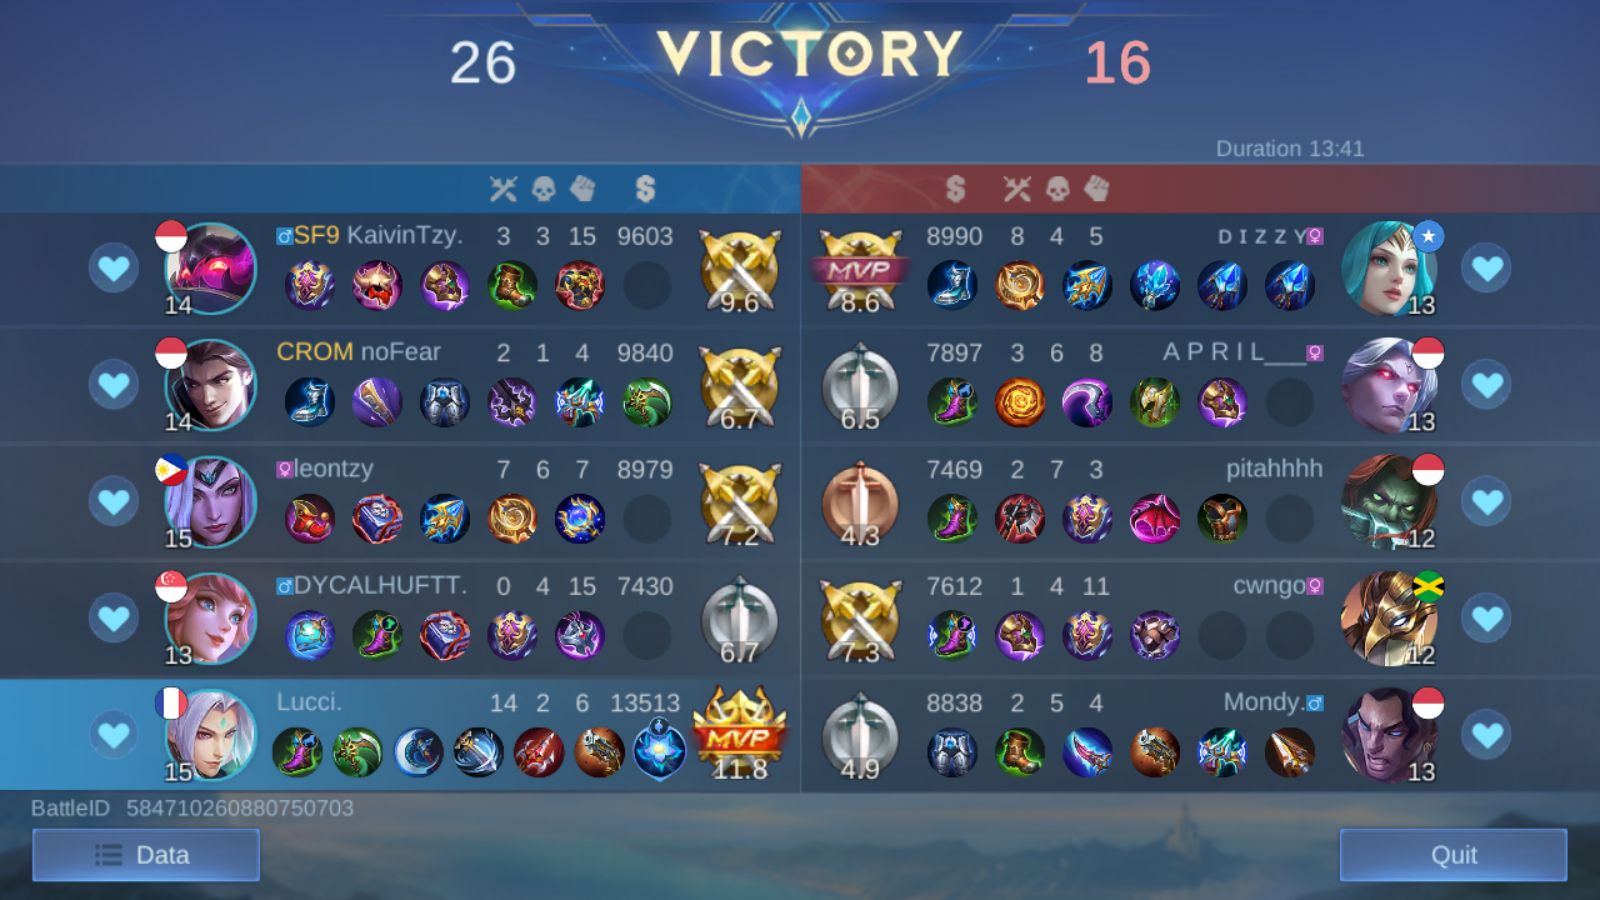 26 VICTORY 16
Duration 13:41
SF9 KaivinTzy. 3 3 15 9603
14 9.6
8990 8 4 5 D I Z Z Y
MVP 8.6 13
CROM noFear 2 1 4 9840
14 6.7
7897 3 6 8 A P R I L___
6.5 13
leontzy 7 6 7 8979
15 7.2
7469 2 7 3 pitahhhh
4.3 12
DYCALHUFTT. 0 4 15 7430
13 6.7
7612 1 4 11 cwngo
7.3 12
Lucci. 14 2 6 13513
15 MVP 11.8
8838 2 5 4 Mondy.
4.9 13
BattleID 584710260880750703
Data Quit